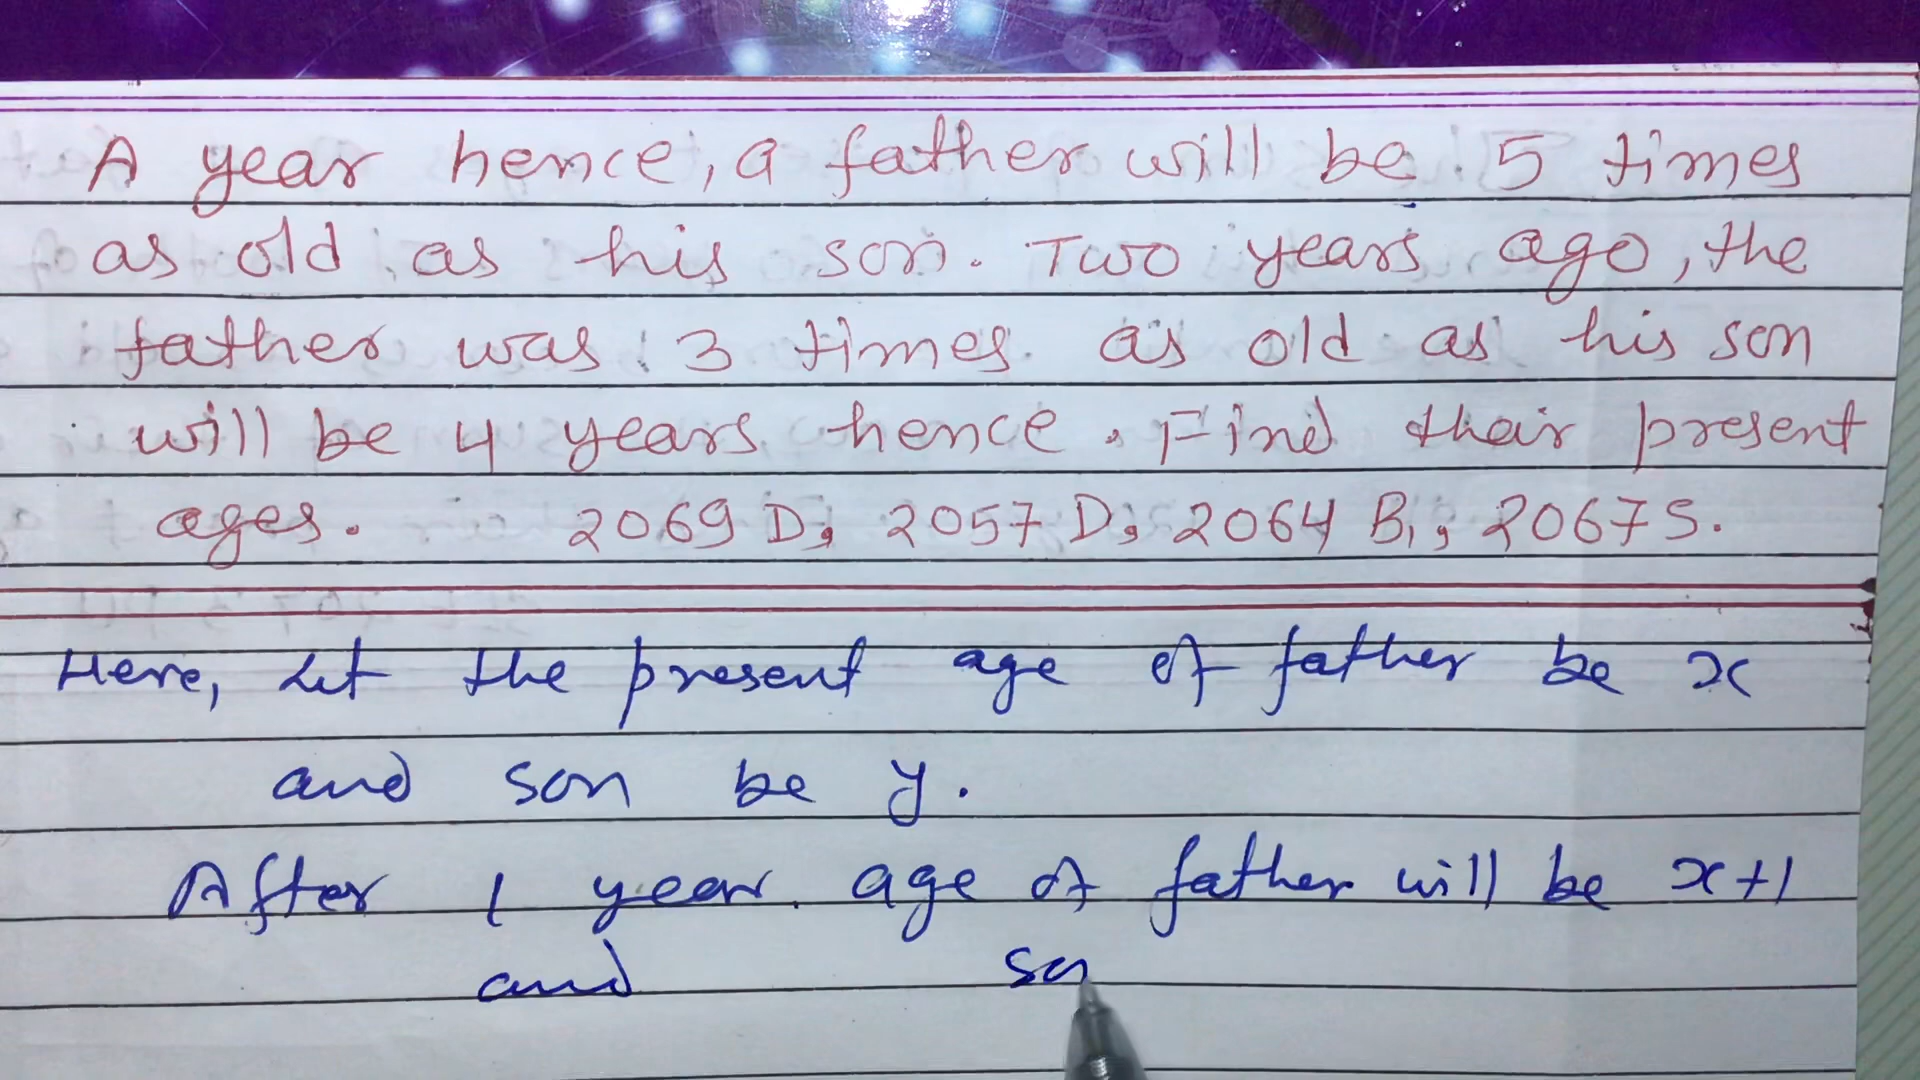 A year hence, a father will be 5 times
as old as his son. Two years ago, the
father was 3 times as old as his son
will be 4 years hence. Find their present
ages. 2069 D, 2057 D, 2064 B, , 2067 S.
Here, Let the present age of father be x
and son be y.
After 1 year. age of father will be x+1
and son